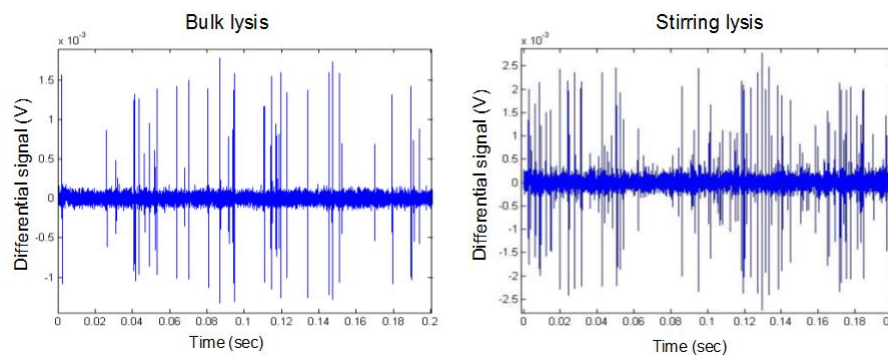 Bulk lysis
x 10⁻³
Differential signal (V)
1.5
1
0.5
0
-0.5
-1
0 0.02 0.04 0.06 0.08 0.1 0.12 0.14 0.16 0.18 0.2
Time (sec)
Stirring lysis
x 10⁻³
Differential signal (V)
2.5
2
1.5
1
0.5
0
-0.5
-1
-1.5
-2
-2.5
0 0.02 0.04 0.06 0.08 0.1 0.12 0.14 0.16 0.18 0.2
Time (sec)